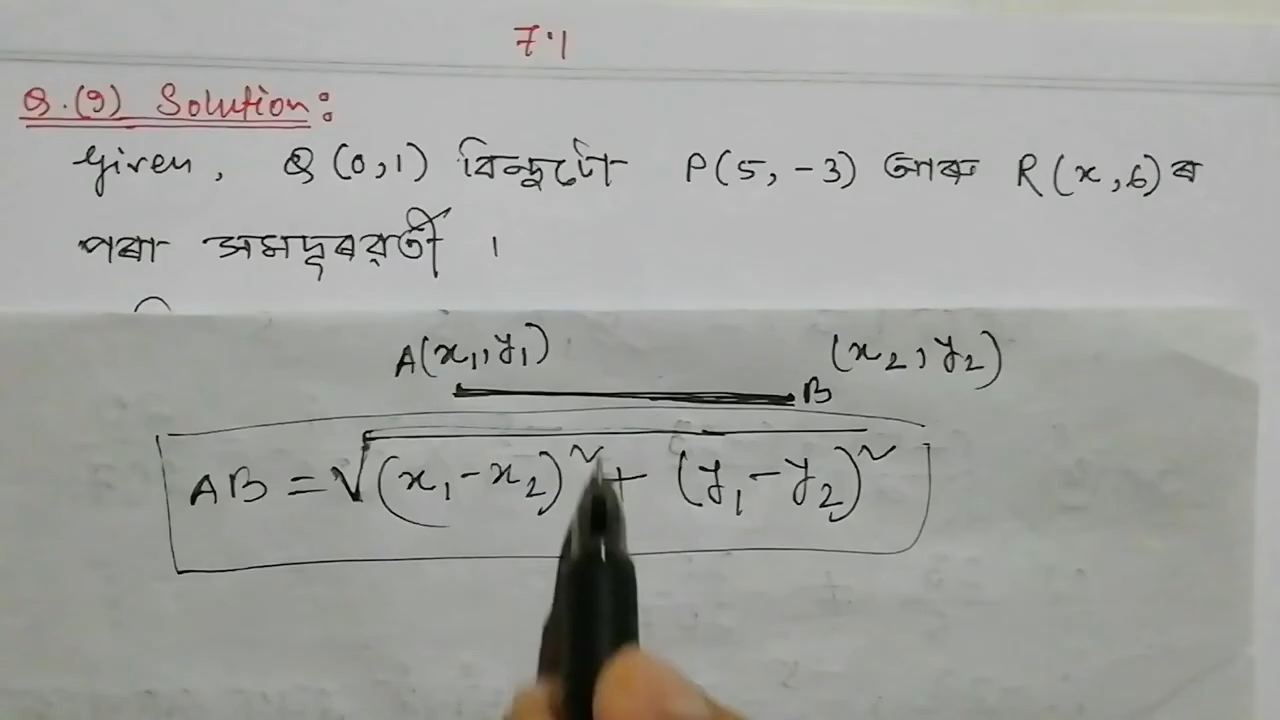 7.1
Q.(9) Solution:
Given, Q(0,1) বিন্দুটো P(5,-3) আৰু R(x,6)ৰ
পৰা সমদূৰৱৰ্তী ।
A(x₁,y₁) (x₂,y₂)
B
AB = √(x₁-x₂)² + (y₁-y₂)²